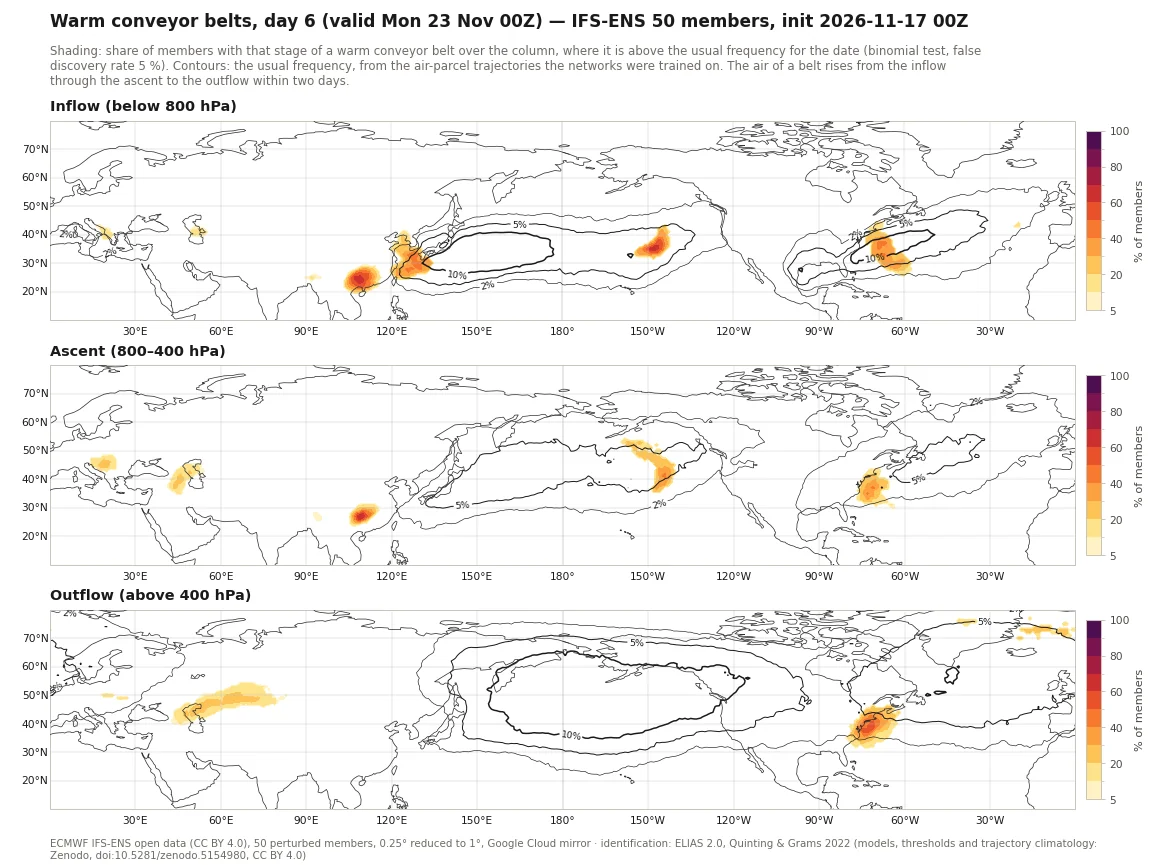 Warm conveyor belts, day 6 (valid Mon 23 Nov 00Z) — IFS-ENS 50 members, init 2026-11-17 00Z
Shading: share of members with that stage of a warm conveyor belt over the column, where it is above the usual frequency for the date (binomial test, false
discovery rate 5 %). Contours: the usual frequency, from the air-parcel trajectories the networks were trained on. The air of a belt rises from the inflow
through the ascent to the outflow within two days.
Inflow (below 800 hPa)
70°N
60°N
50°N
40°N
30°N
20°N
2%
2%
5%
10%
2%
2%
5%
10%
30°E 60°E 90°E 120°E 150°E 180° 150°W 120°W 90°W 60°W 30°W
100
80
60
40
20
5
% of members
Ascent (800–400 hPa)
70°N
60°N
50°N
40°N
30°N
20°N
5%
2%
5%
2%
30°E 60°E 90°E 120°E 150°E 180° 150°W 120°W 90°W 60°W 30°W
100
80
60
40
20
5
% of members
Outflow (above 400 hPa)
70°N
60°N
50°N
40°N
30°N
20°N
2%
5%
10%
5%
30°E 60°E 90°E 120°E 150°E 180° 150°W 120°W 90°W 60°W 30°W
100
80
60
40
20
5
% of members
ECMWF IFS-ENS open data (CC BY 4.0), 50 perturbed members, 0.25° reduced to 1°, Google Cloud mirror · identification: ELIAS 2.0, Quinting & Grams 2022 (models, thresholds and trajectory climatology:
Zenodo, doi:10.5281/zenodo.5154980, CC BY 4.0)